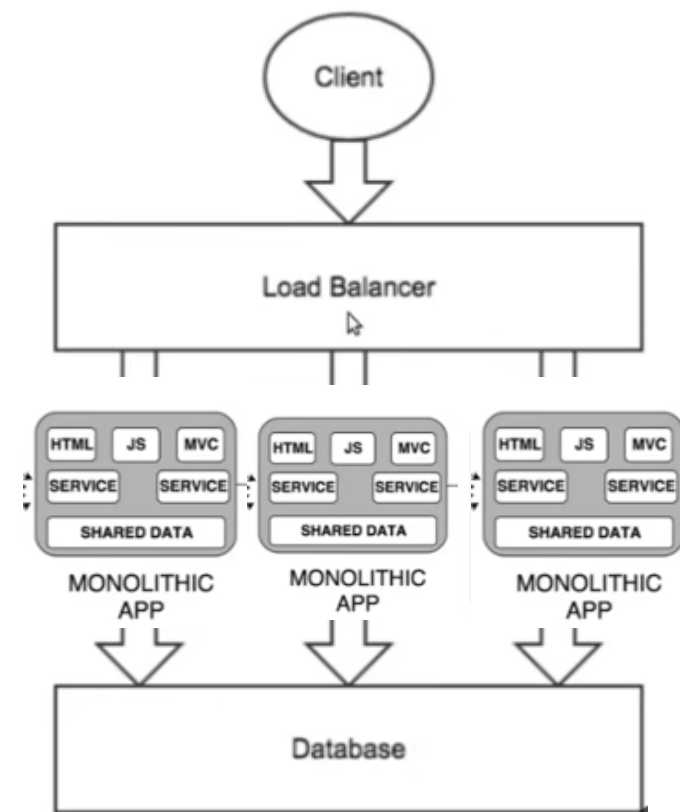 Client
Load Balancer
HTML JS MVC
SERVICE SERVICE
SHARED DATA
MONOLITHIC
APP
HTML JS MVC
SERVICE SERVICE
SHARED DATA
MONOLITHIC
APP
HTML JS MVC
SERVICE SERVICE
SHARED DATA
MONOLITHIC
APP
Database